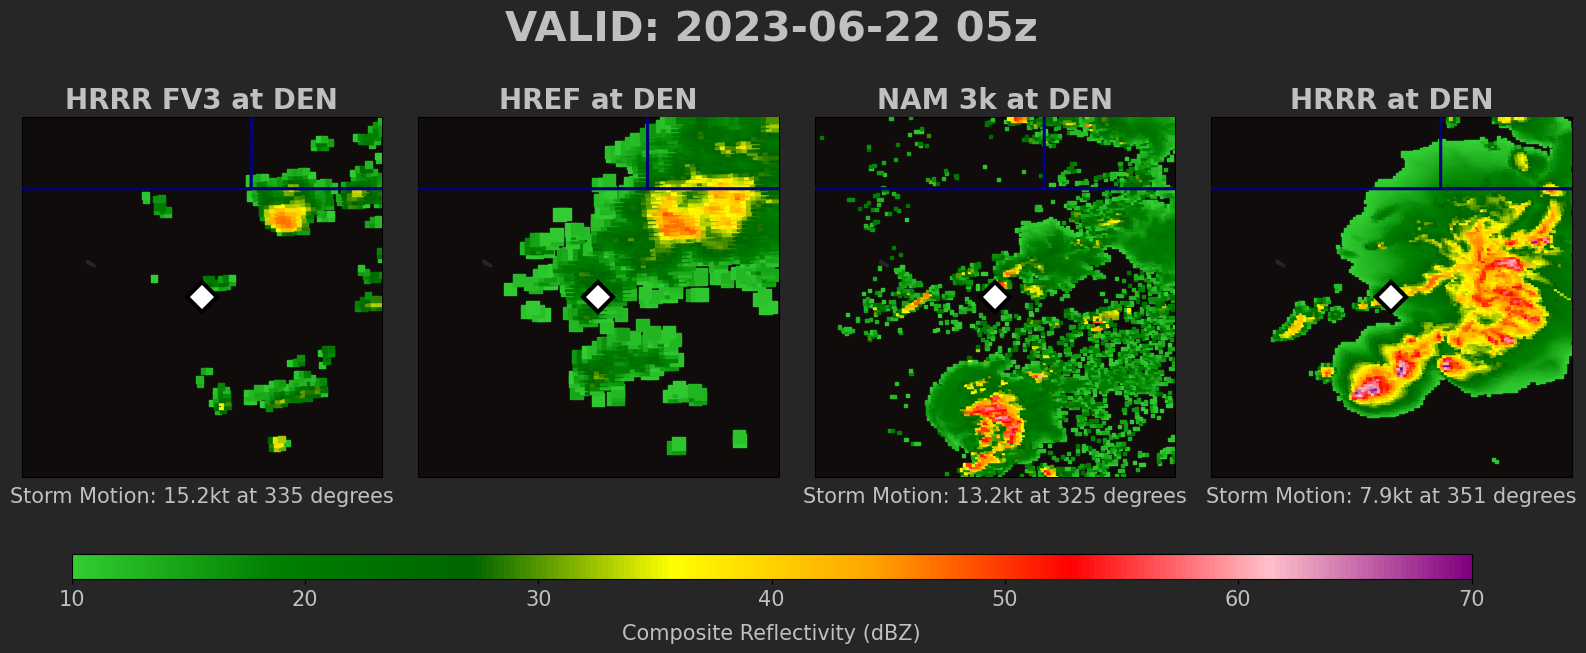 VALID: 2023-06-22 05z
HRRR FV3 at DEN
HREF at DEN
NAM 3k at DEN
HRRR at DEN
Storm Motion: 15.2kt at 335 degrees
Storm Motion: 13.2kt at 325 degrees
Storm Motion: 7.9kt at 351 degrees
10 20 30 40 50 60 70
Composite Reflectivity (dBZ)